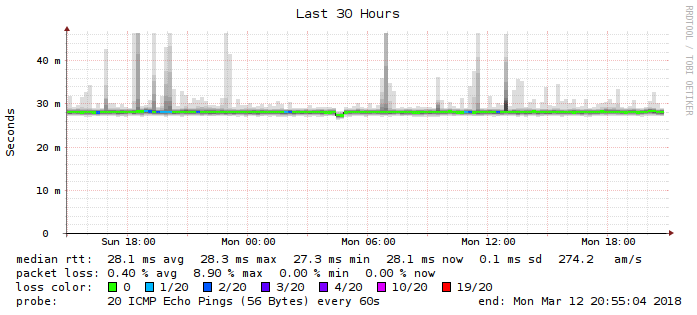 Last 30 Hours
RRDTOOL / TOBI OETIKER
Seconds
40 m
30 m
20 m
10 m
0
Sun 18:00 Mon 00:00 Mon 06:00 Mon 12:00 Mon 18:00
median rtt: 28.1 ms avg 28.3 ms max 27.3 ms min 28.1 ms now 0.1 ms sd 274.2 am/s
packet loss: 0.40 % avg 8.90 % max 0.00 % min 0.00 % now
loss color: 0 1/20 2/20 3/20 4/20 10/20 19/20
probe: 20 ICMP Echo Pings (56 Bytes) every 60s end: Mon Mar 12 20:55:04 2018